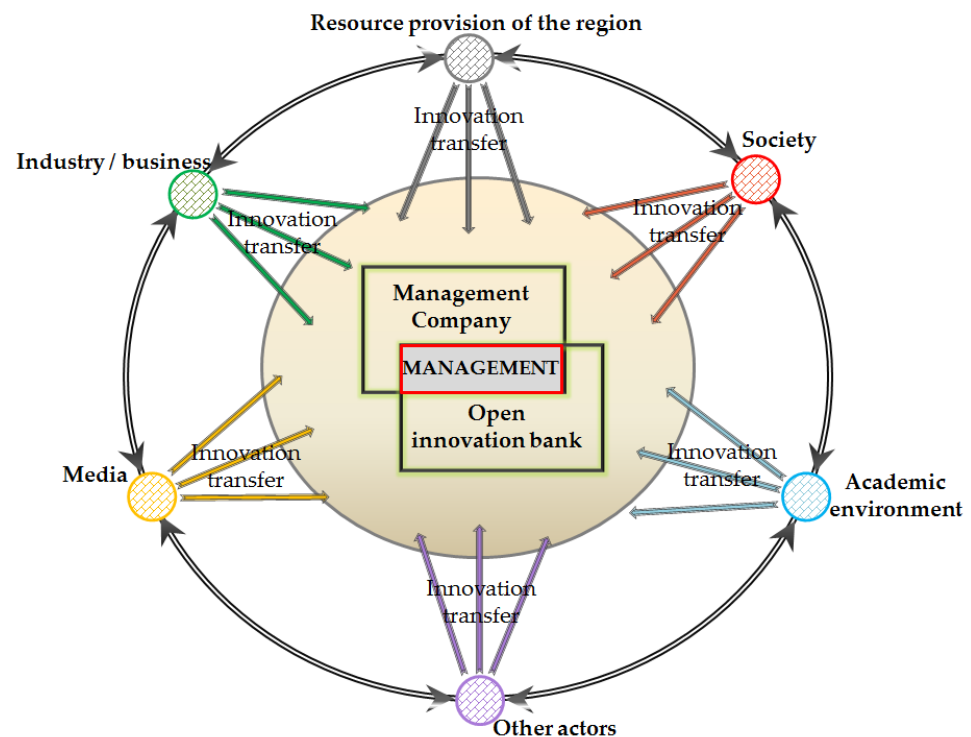 Resource provision of the region
Innovation
transfer
Society
Industry / business
Innovation
transfer
Innovation
transfer
Management
Company
MANAGEMENT
Open
innovation bank
Media
Innovation
transfer
Innovation
transfer
Academic
environment
Innovation
transfer
Other actors